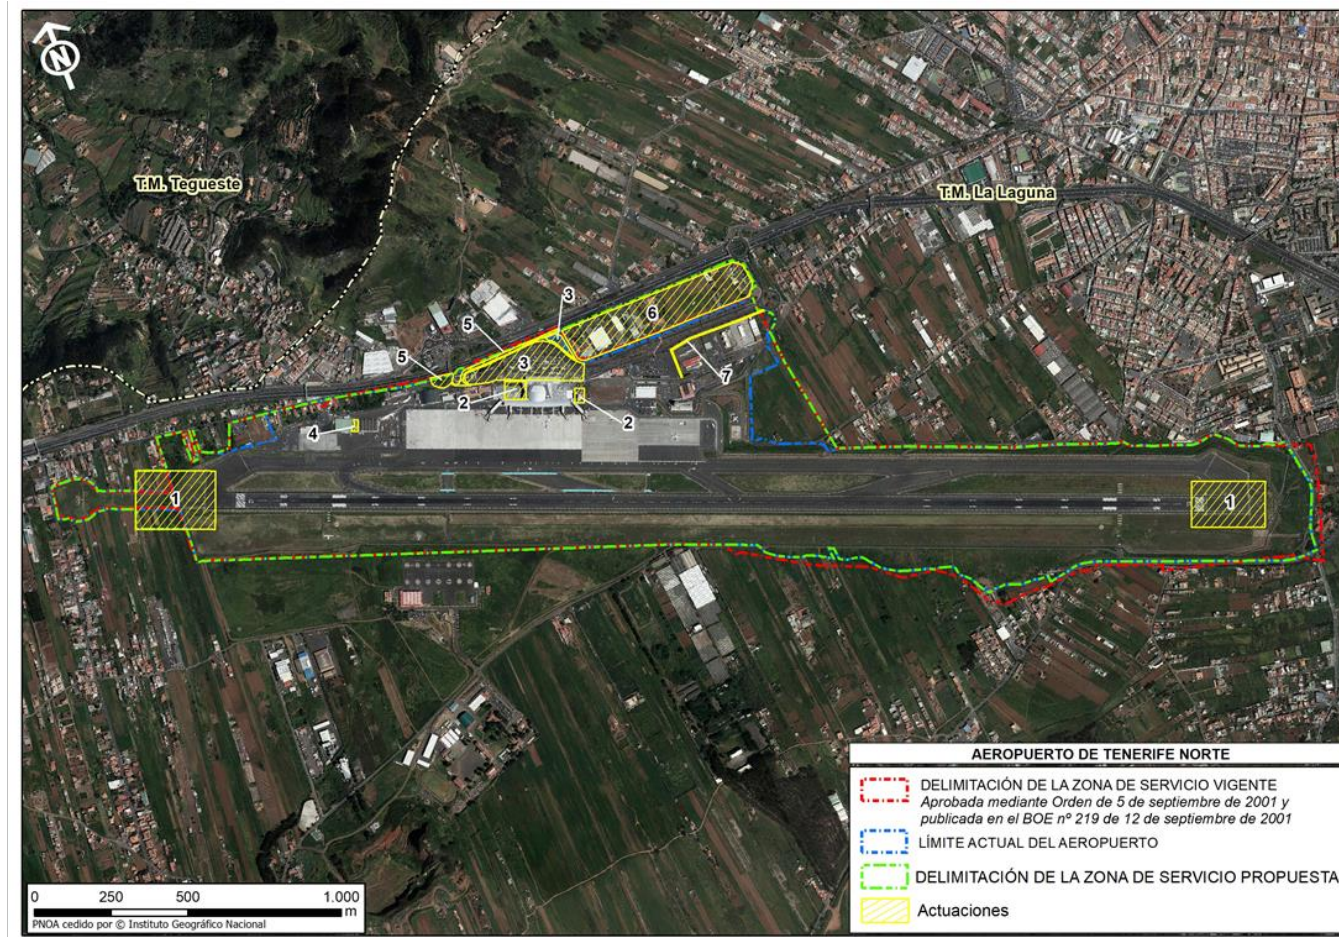 N
T.M. Tegueste
T.M. La Laguna
3
6
5
3
5
7
2
2
4
1
1
AEROPUERTO DE TENERIFE NORTE
DELIMITACIÓN DE LA ZONA DE SERVICIO VIGENTE
Aprobada mediante Orden de 5 de septiembre de 2001 y
publicada en el BOE nº 219 de 12 de septiembre de 2001
LÍMITE ACTUAL DEL AEROPUERTO
DELIMITACIÓN DE LA ZONA DE SERVICIO PROPUESTA
Actuaciones
0 250 500 1.000
m
PNOA cedido por © Instituto Geográfico Nacional